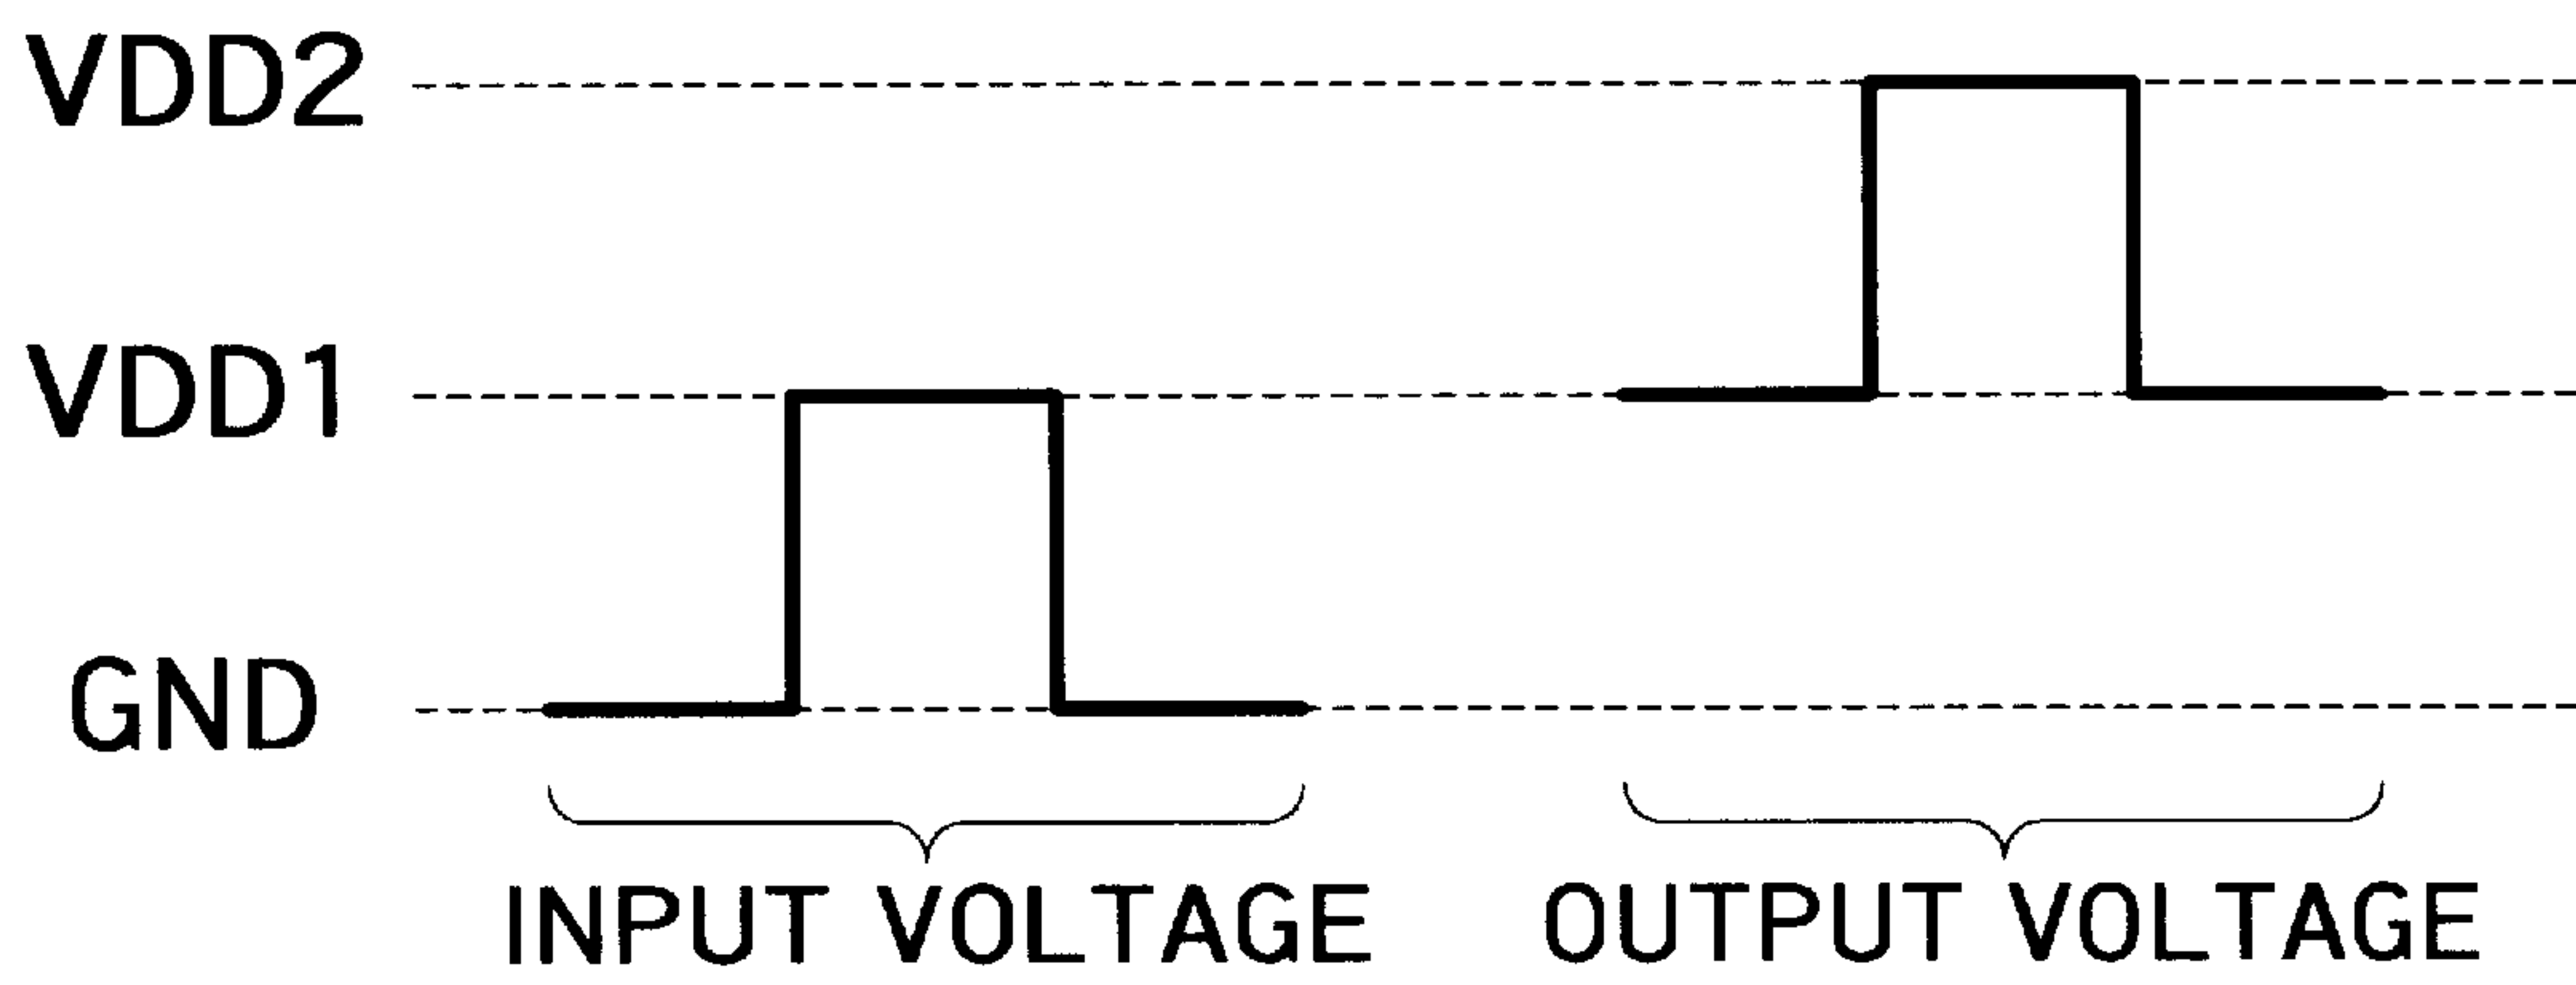 VDD2
VDD1
GND
INPUT VOLTAGE
OUTPUT VOLTAGE